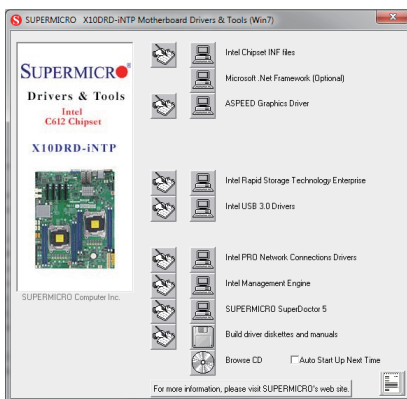 SUPERMICRO   X10DRD-iNTP Motherboard Drivers & Tools (Win7)
SUPERMICRO
Drivers & Tools
Intel
C612 Chipset
X10DRD-iNTP
SUPERMICRO Computer Inc.
Intel Chipset INF files
Microsoft .Net Framework (Optional)
ASPEED Graphics Driver
Intel Rapid Storage Technology Enterprise
Intel USB 3.0 Drivers
Intel PRO Network Connections Drivers
Intel Management Engine
SUPERMICRO SuperDoctor 5
Build driver diskettes and manuals
Browse CD
Auto Start Up Next Time
For more information, please visit SUPERMICRO's web site.